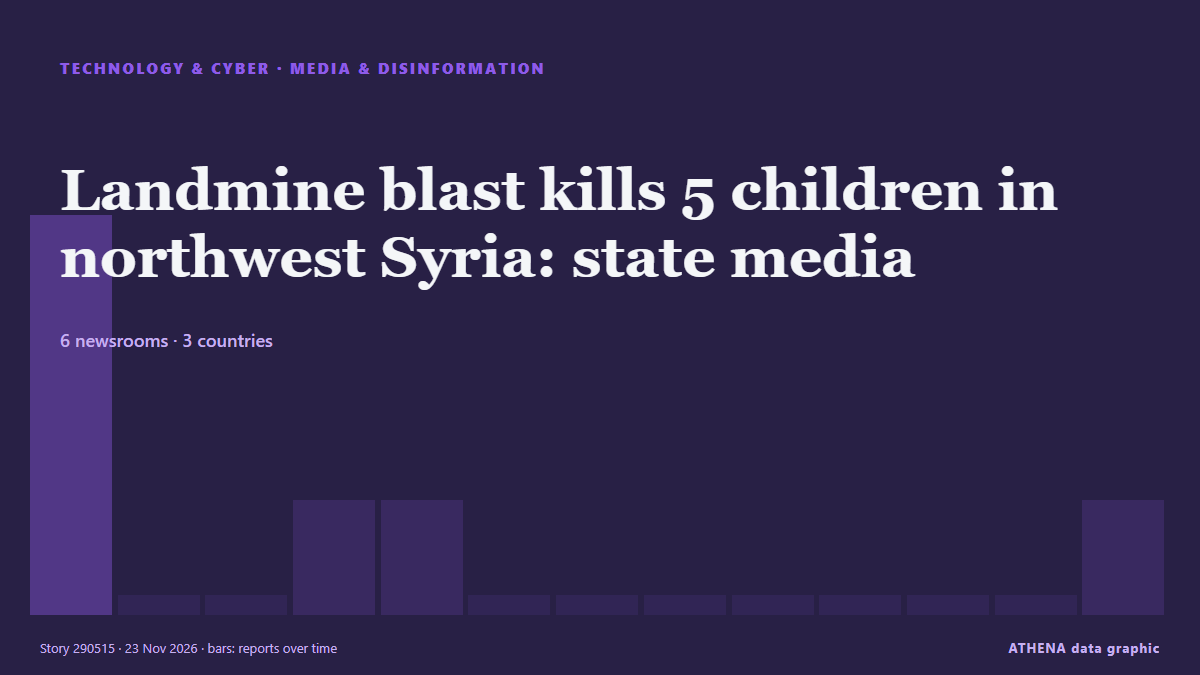 TECHNOLOGY & CYBER · MEDIA & DISINFORMATION
Landmine blast kills 5 children in
northwest Syria: state media
6 newsrooms · 3 countries
Story 290515 · 23 Nov 2026 · bars: reports over time
ATHENA data graphic